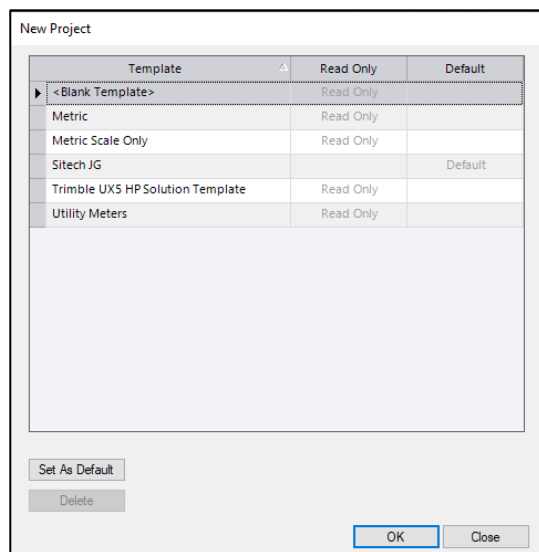 New Project
Template Read Only Default
<Blank Template> Read Only
Metric Read Only
Metric Scale Only Read Only
Sitech JG Default
Trimble UX5 HP Solution Template Read Only
Utility Meters Read Only
Set As Default
Delete
OK Close